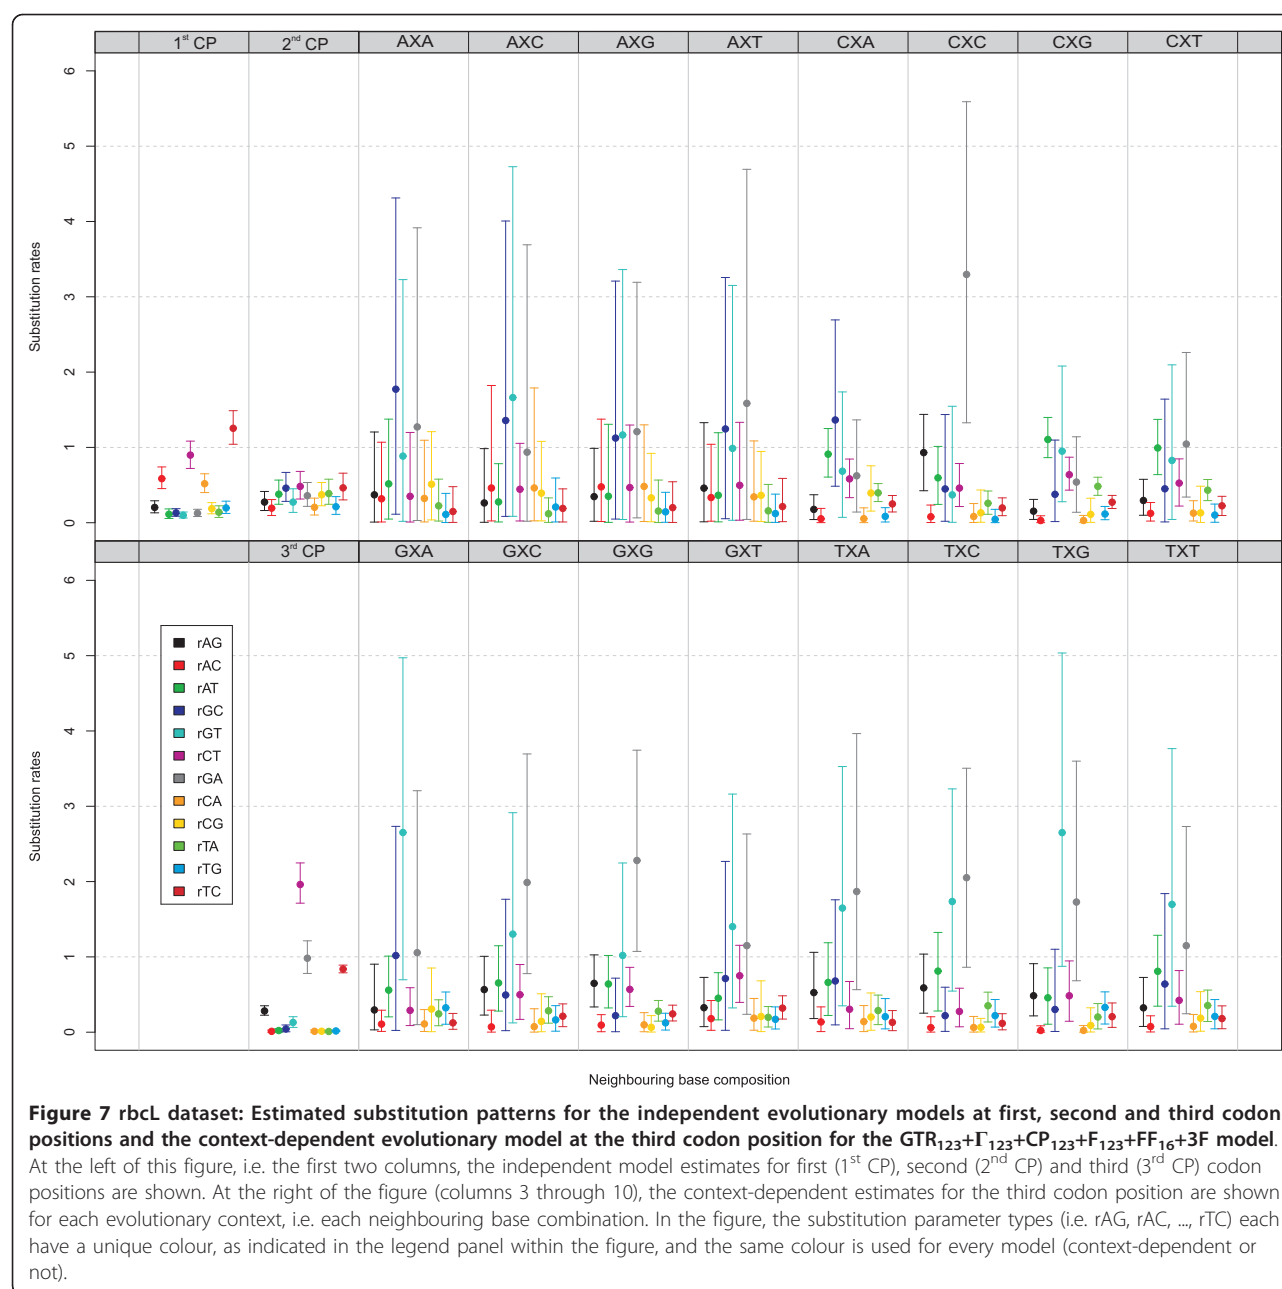 1st CP 2nd CP AXA AXC AXG AXT CXA CXC CXG CXT
6
5
4
3
2
1
0
Substitution rates
3rd CP GXA GXC GXG GXT TXA TXC TXG TXT
6
5
4
3
2
1
0
Substitution rates
rAG
rAC
rAT
rGC
rGT
rCT
rGA
rCA
rCG
rTA
rTG
rTC
Neighbouring base composition
Figure 7 rbcL dataset: Estimated substitution patterns for the independent evolutionary models at first, second and third codon
positions and the context-dependent evolutionary model at the third codon position for the GTR123+Γ123+CP123+F123+FF16+3F model.
At the left of this figure, i.e. the first two columns, the independent model estimates for first (1st CP), second (2nd CP) and third (3rd CP) codon
positions are shown. At the right of the figure (columns 3 through 10), the context-dependent estimates for the third codon position are shown
for each evolutionary context, i.e. each neighbouring base combination. In the figure, the substitution parameter types (i.e. rAG, rAC, ..., rTC) each
have a unique colour, as indicated in the legend panel within the figure, and the same colour is used for every model (context-dependent or
not).